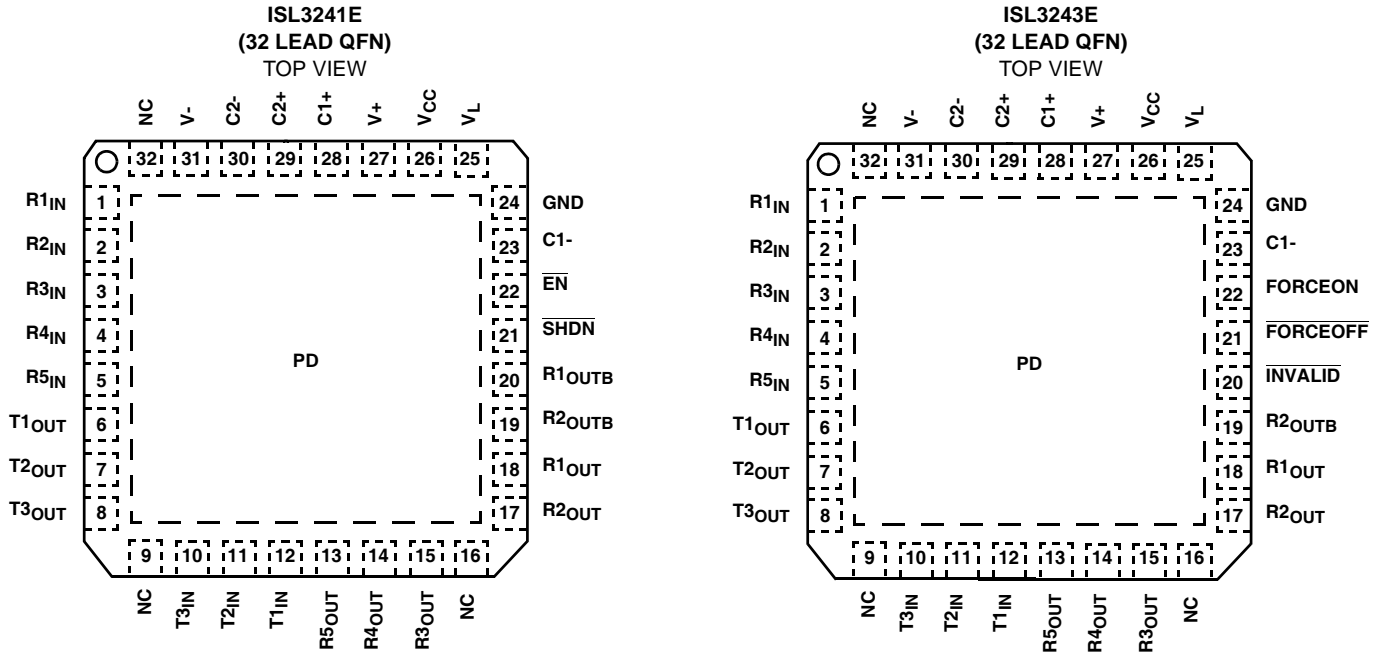 ISL3241E
(32 LEAD QFN)
TOP VIEW
NC V- C2- C2+ C1+ V+ VCC VL
32 31 30 29 28 27 26 25
R1IN 1 24 GND
R2IN 2 23 C1-
R3IN 3 22 EN
R4IN 4 21 SHDN
PD
R5IN 5 20 R1OUTB
T1OUT 6 19 R2OUTB
T2OUT 7 18 R1OUT
T3OUT 8 17 R2OUT
9 10 11 12 13 14 15 16
NC T3IN T2IN T1IN R5OUT R4OUT R3OUT NC
ISL3243E
(32 LEAD QFN)
TOP VIEW
NC V- C2- C2+ C1+ V+ VCC VL
32 31 30 29 28 27 26 25
R1IN 1 24 GND
R2IN 2 23 C1-
R3IN 3 22 FORCEON
R4IN 4 21 FORCEOFF
PD
R5IN 5 20 INVALID
T1OUT 6 19 R2OUTB
T2OUT 7 18 R1OUT
T3OUT 8 17 R2OUT
9 10 11 12 13 14 15 16
NC T3IN T2IN T1IN R5OUT R4OUT R3OUT NC